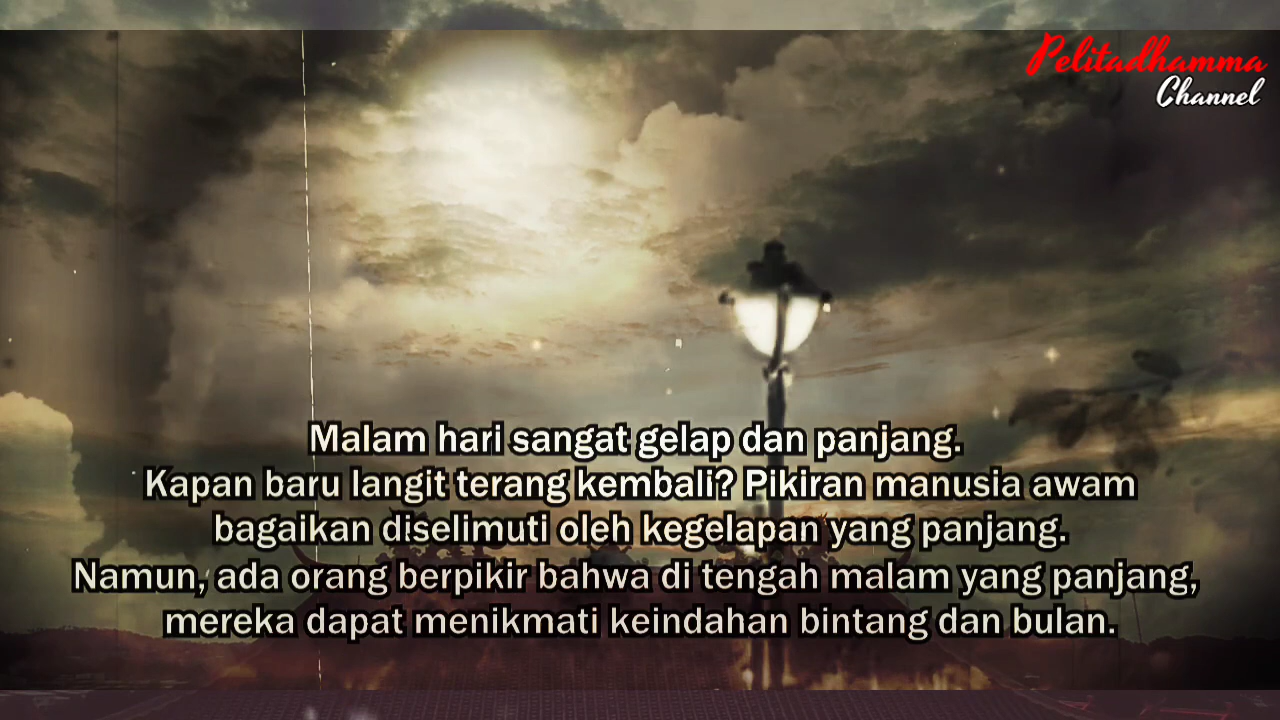 Pelitadhamma
Channel
Malam hari sangat gelap dan panjang.
Kapan baru langit terang kembali? Pikiran manusia awam
bagaikan diselimuti oleh kegelapan yang panjang.
Namun, ada orang berpikir bahwa di tengah malam yang panjang,
mereka dapat menikmati keindahan bintang dan bulan.